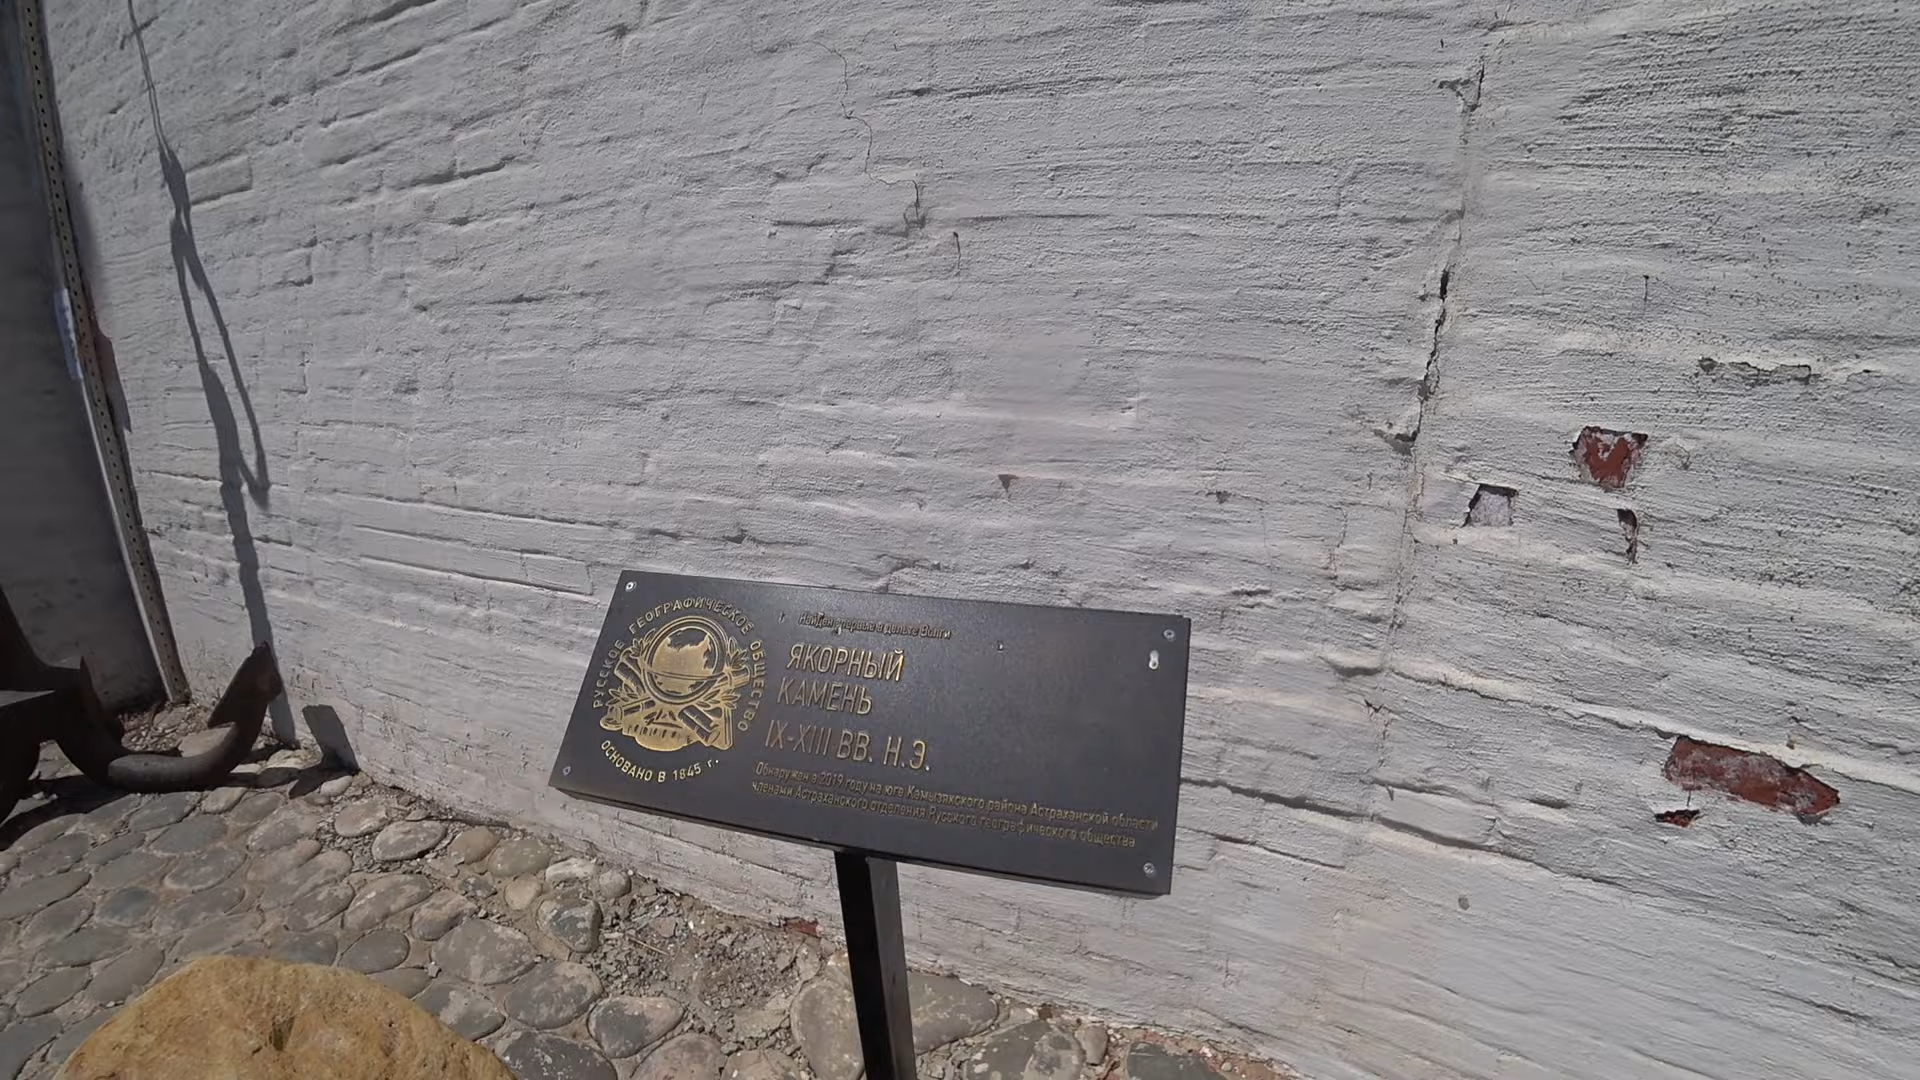 РУССКОЕ ГЕОГРАФИЧЕСКОЕ ОБЩЕСТВО
ОСНОВАНО В 1845 г.
Найден впервые в дельте Волги
ЯКОРНЫЙ
КАМЕНЬ
IX-XIII ВВ. Н.Э.
Обнаружен в 2019 году на юге Камызякского района Астраханской области
членами Астраханского отделения Русского географического общества